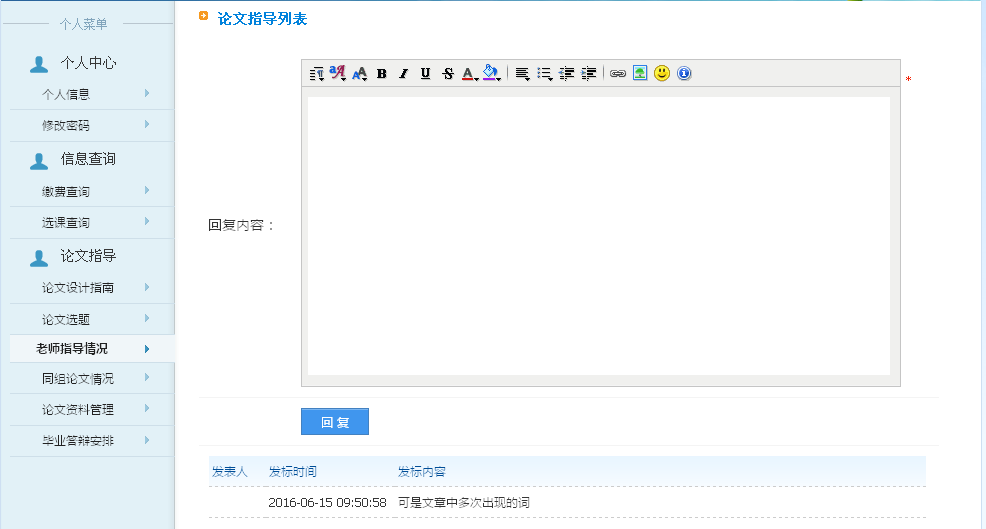 个人菜单
个人中心
个人信息
修改密码
信息查询
缴费查询
选课查询
论文指导
论文设计指南
论文选题
老师指导情况
同组论文情况
论文资料管理
毕业答辩安排
论文指导列表
*
回复内容：
回复
发表人 发标时间 发标内容
2016-06-15 09:50:58 可是文章中多次出现的词